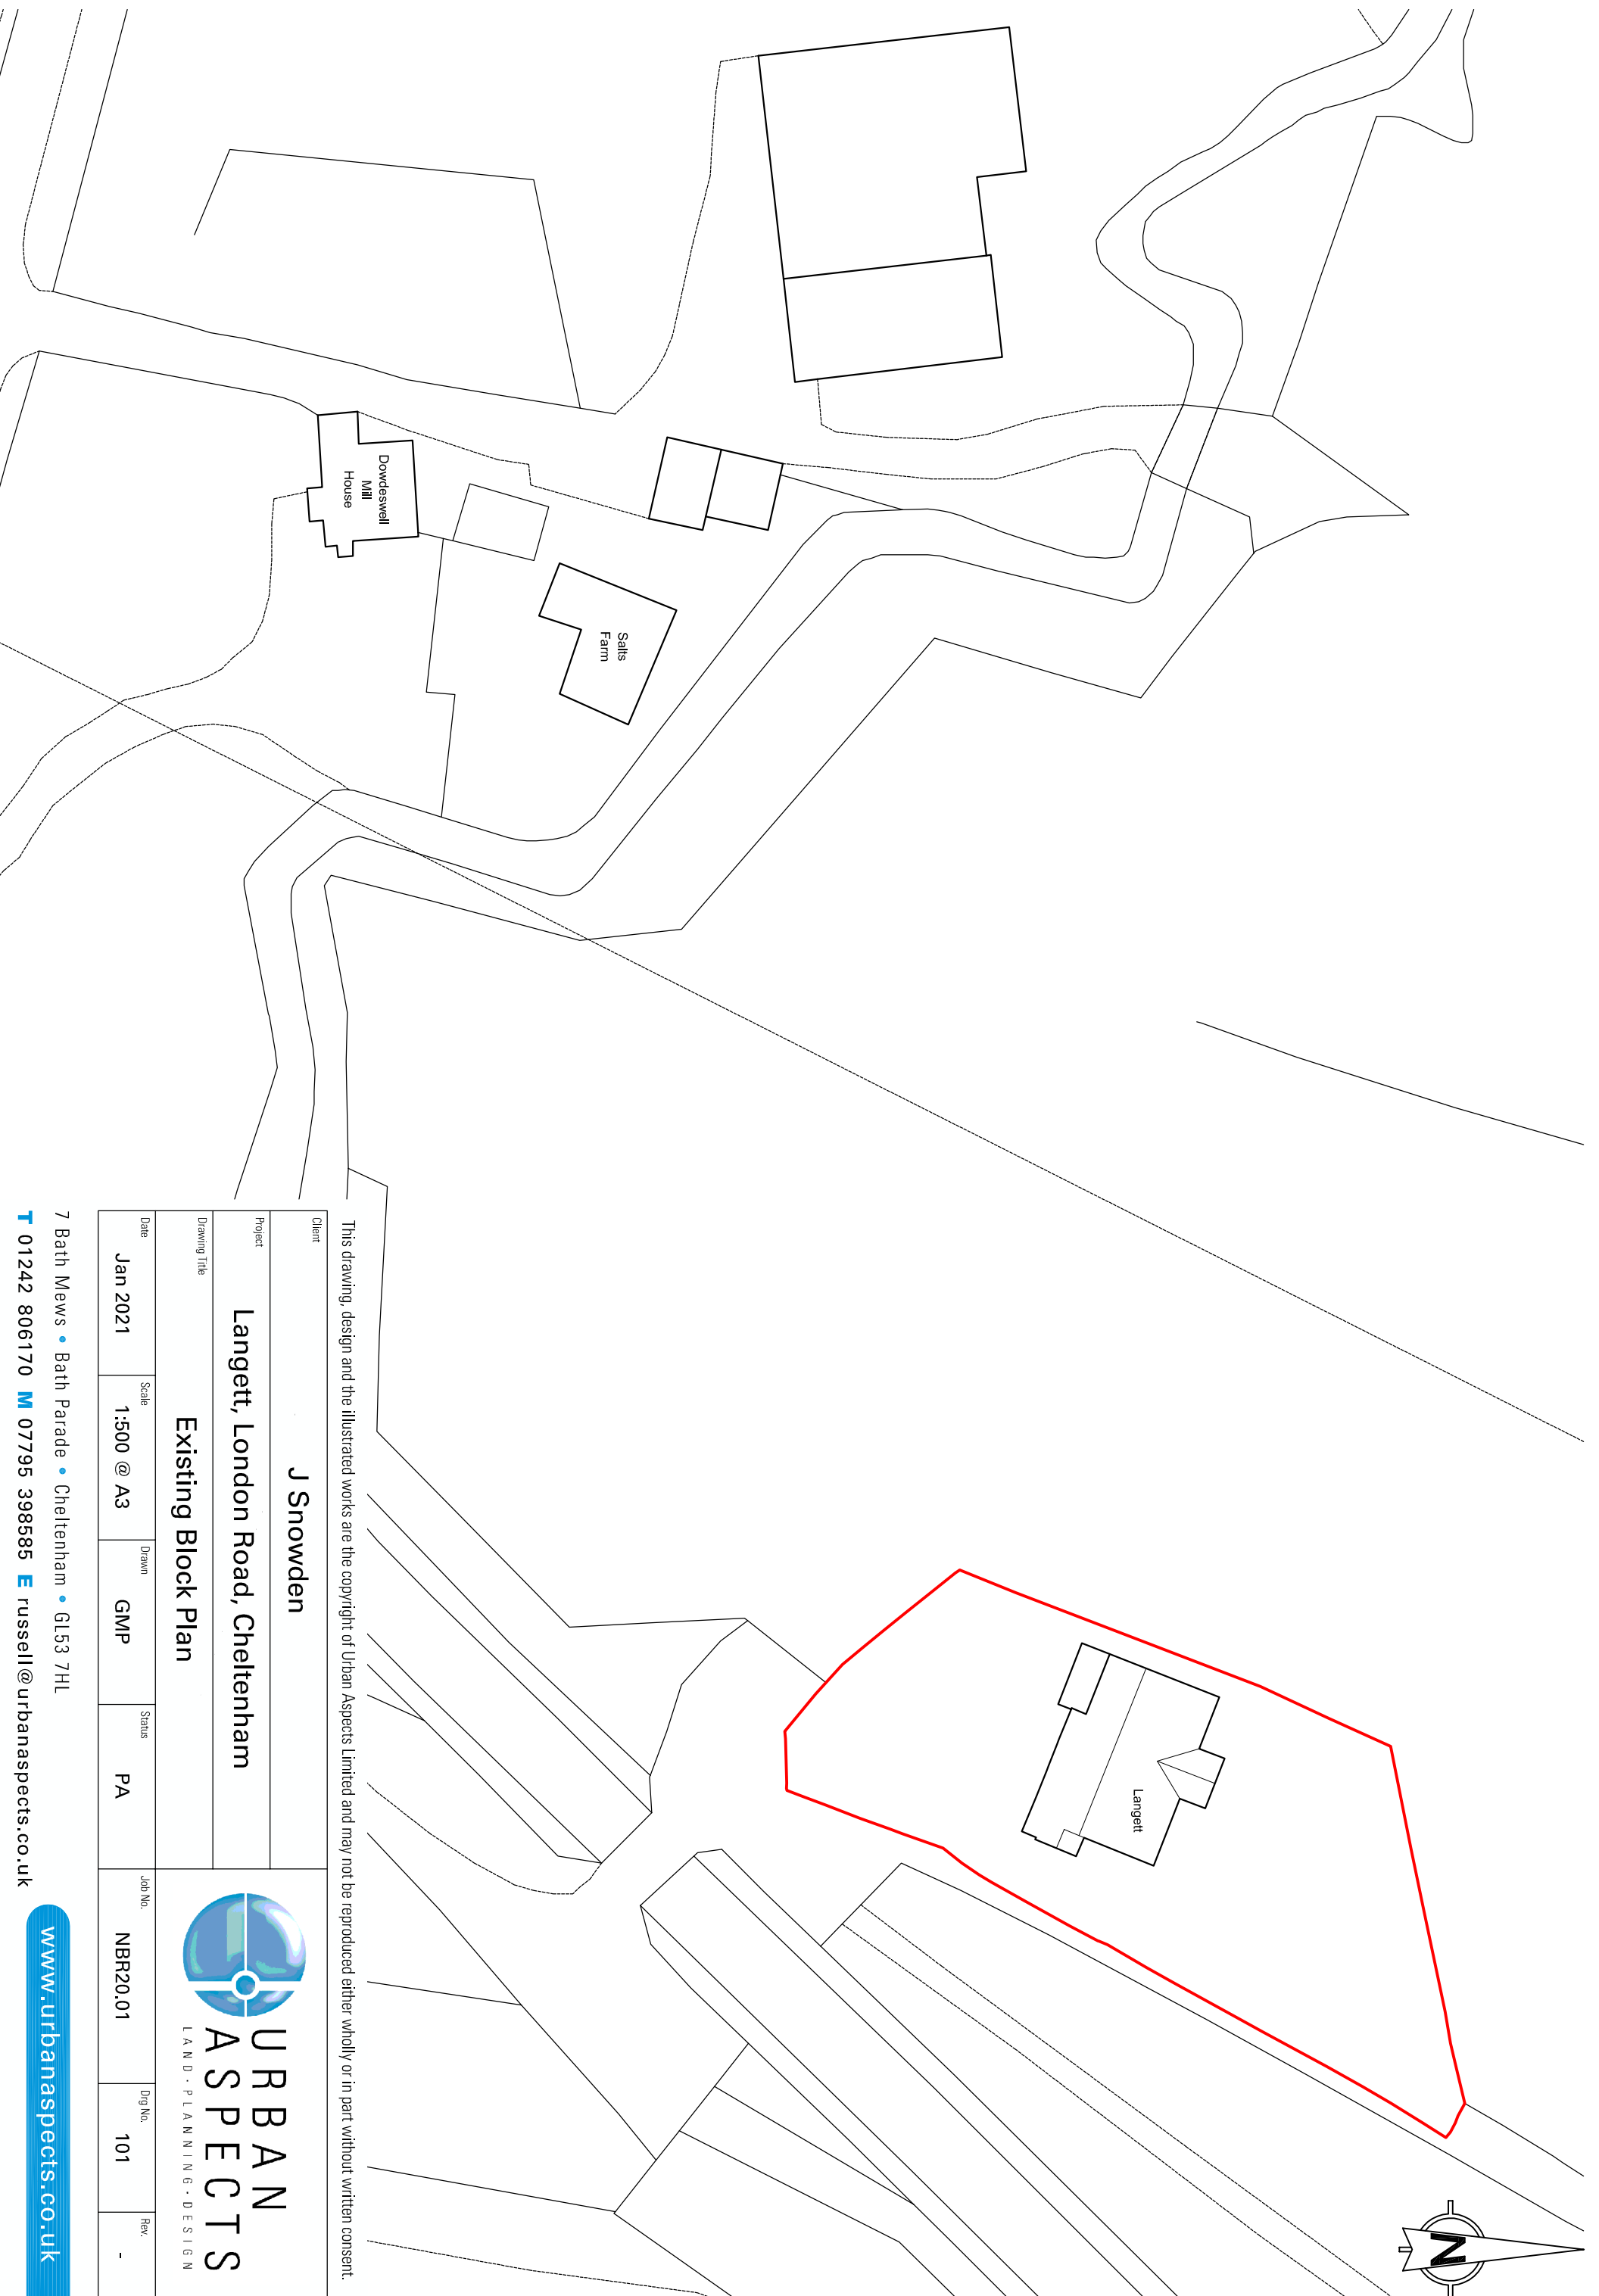 Dowdeswell
Mill
House
Salts
Farm
Langett
N
This drawing, design and the illustrated works are the copyright of Urban Aspects Limited and may not be reproduced either wholly or in part without written consent.
Client
J Snowden
Project
Langett, London Road, Cheltenham
Drawing Title
Existing Block Plan
Date
Jan 2021
Scale
1:500 @ A3
Drawn
GMP
Status
PA
Job No.
NBR20.01
Drg No.
101
Rev.
-
URBAN
ASPECTS
LAND · PLANNING · DESIGN
7 Bath Mews • Bath Parade • Cheltenham • GL53 7HL
T 01242 806170 M 07795 398585 E russell@urbanaspects.co.uk
www.urbanaspects.co.uk